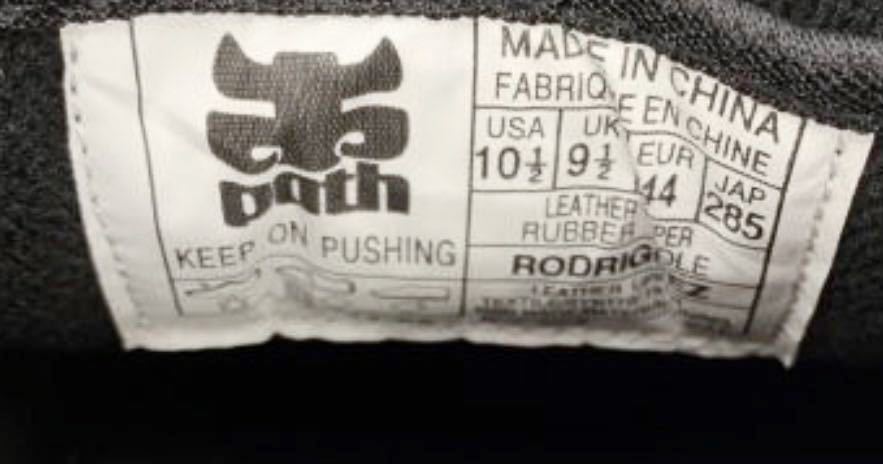 path
KEEP ON PUSHING
MADE IN CHINA
FABRIQUE EN CHINE
USA UK EUR JAP
10½ 9½ 44 285
LEATHER UPPER
RUBBER SOLE
RODRIGUEZ
LEATHER